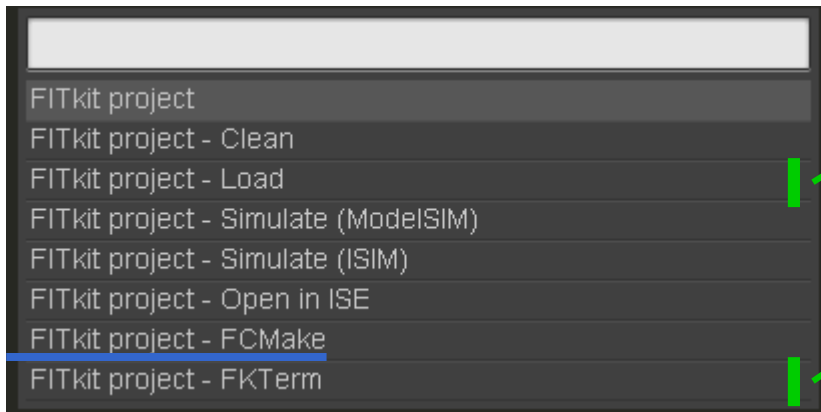 FITkit project
FITkit project - Clean
FITkit project - Load
FITkit project - Simulate (ModelSIM)
FITkit project - Simulate (ISIM)
FITkit project - Open in ISE
FITkit project - FCMake
FITkit project - FKTerm